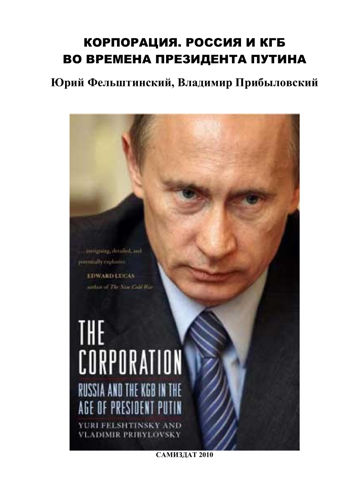 КОРПОРАЦИЯ. РОССИЯ И КГБ
ВО ВРЕМЕНА ПРЕЗИДЕНТА ПУТИНА
Юрий Фельштинский, Владимир Прибыловский
... intriguing, detailed, and
potentially explosive
EDWARD LUCAS
author of The New Cold War
THE
CORPORATION
RUSSIA AND THE KGB IN THE
AGE OF PRESIDENT PUTIN
YURI FELSHTINSKY AND
VLADIMIR PRIBYLOVSKY
САМИЗДАТ 2010